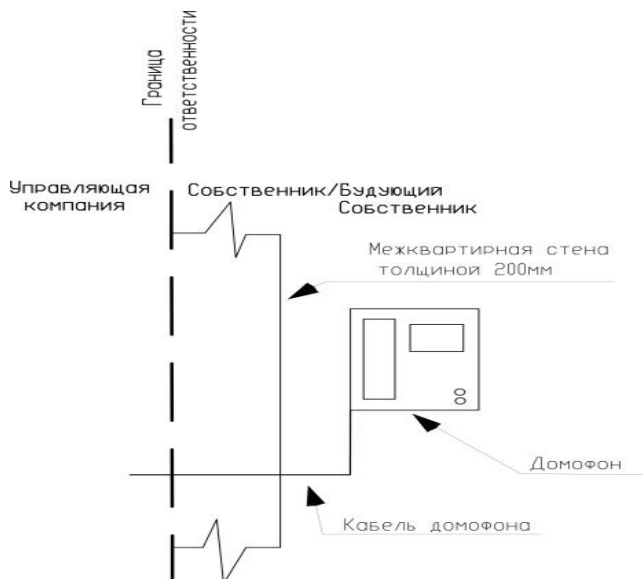 Граница
ответственности
Управляющая
компания
Собственник/Будующий
Собственник
Межквартирная стена
толщиной 200мм
Домофон
Кабель домофона